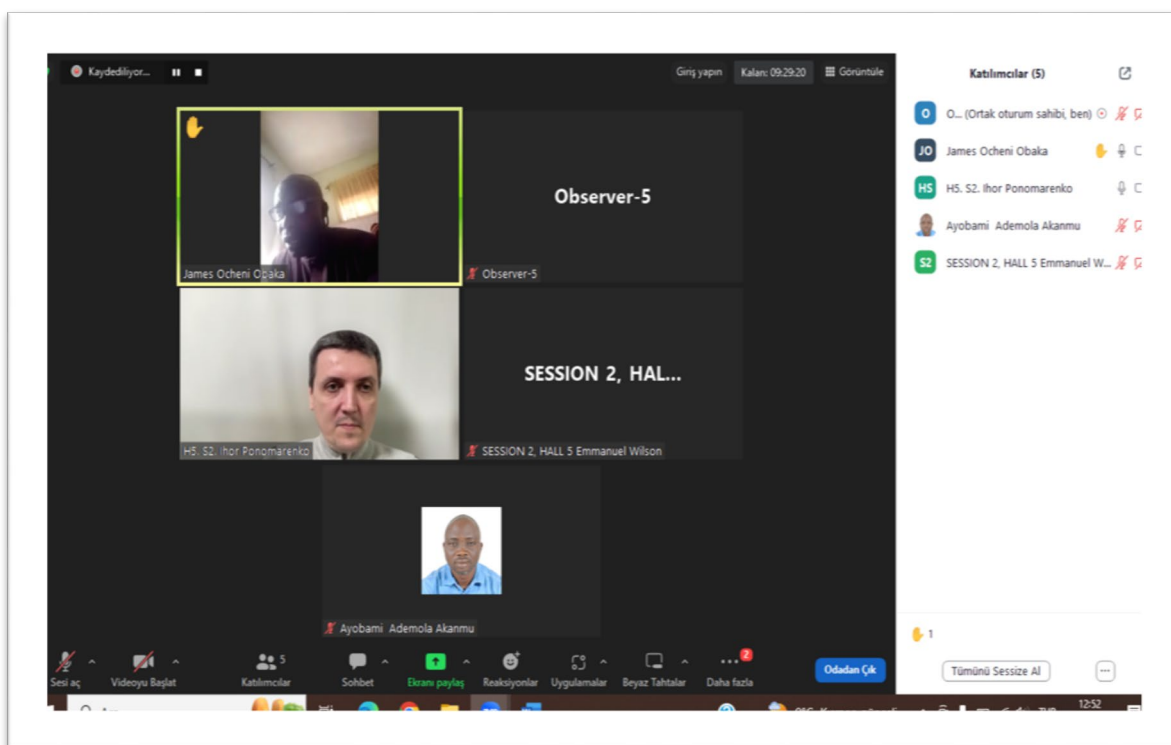 Kaydediliyor...
Giriş yapın
Kalan: 09:29:20
Görüntüle
James Ocheni Obaka
Observer-5
Observer-5
H5. S2. Ihor Ponomarenko
SESSION 2, HAL...
SESSION 2, HALL 5 Emmanuel Wilson
Ayobami Ademola Akanmu
Sesi aç
Videoyu Başlat
5
Katılımcılar
Sohbet
Ekranı paylaş
Reaksiyonlar
Uygulamalar
Beyaz Tahtalar
2
Daha fazla
Odadan Çık
Katılımcılar (5)
O O... (Ortak oturum sahibi, ben)
JO James Ocheni Obaka
HS H5. S2. Ihor Ponomarenko
Ayobami Ademola Akanmu
S2 SESSION 2, HALL 5 Emmanuel W...
1
Tümünü Sessize Al
12:52